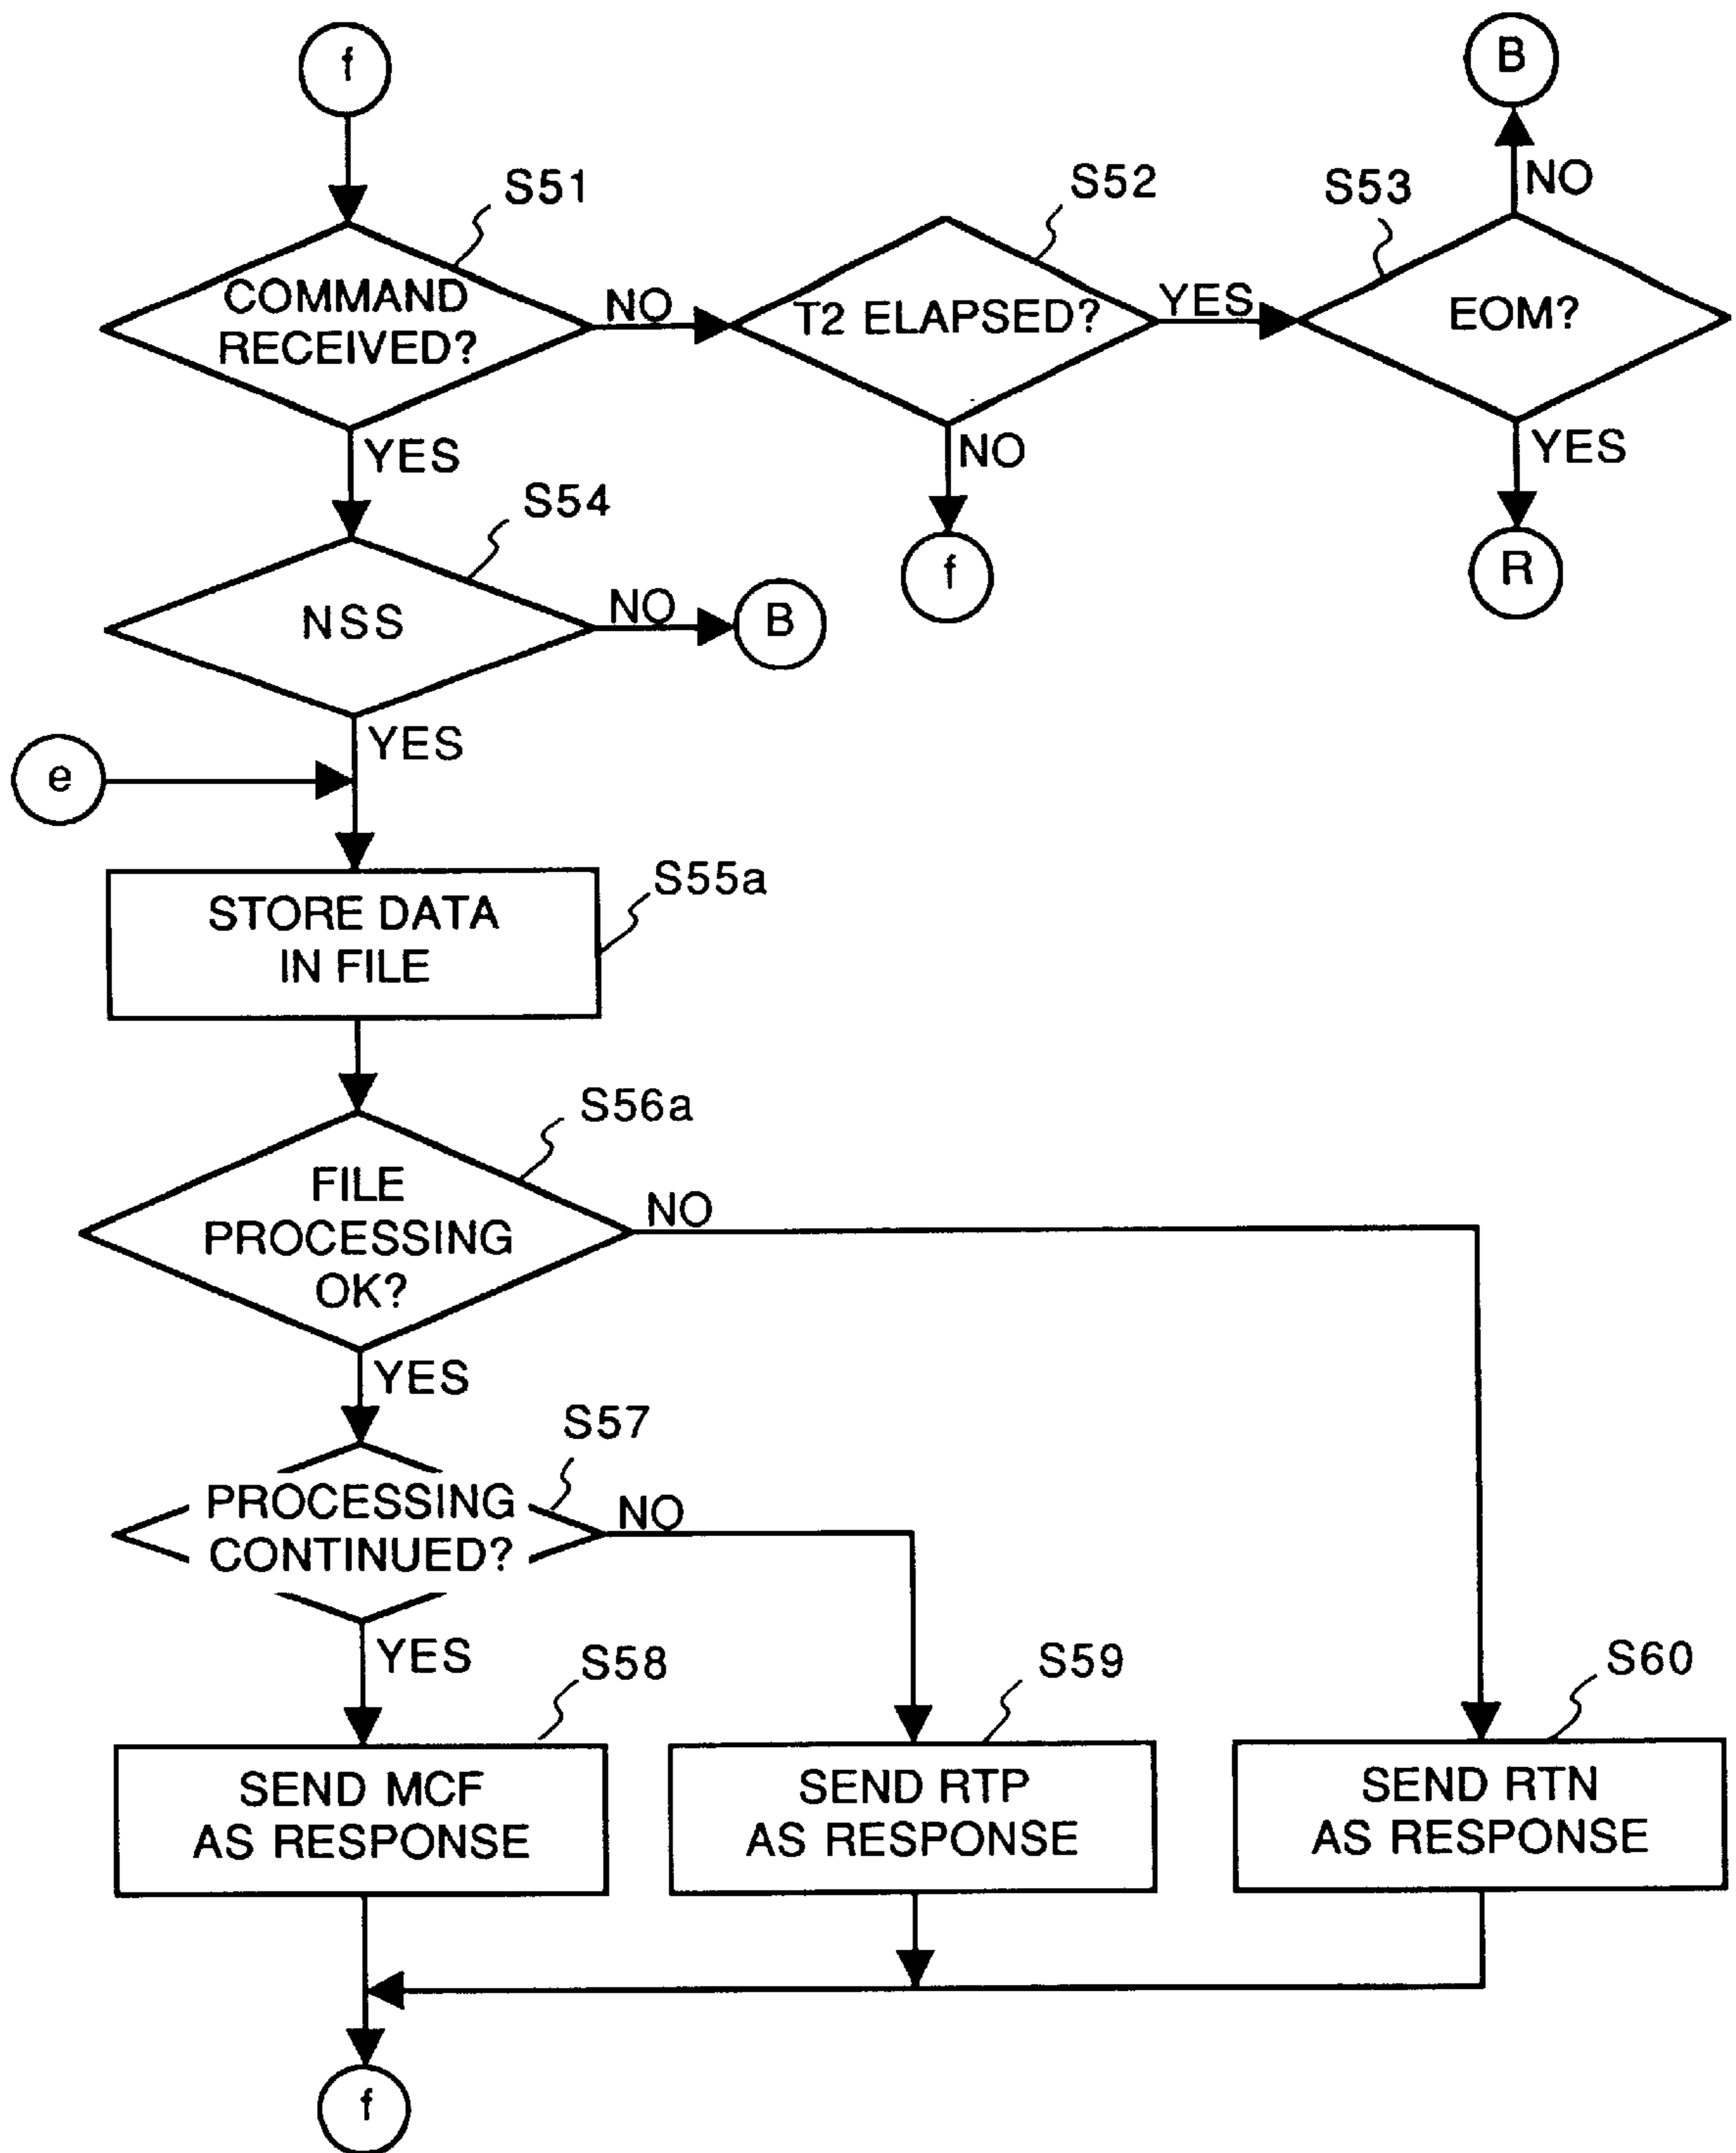 f
B
S51
S52
S53
NO
COMMAND
RECEIVED?
NO
T2 ELAPSED?
YES
EOM?
YES
NO
YES
S54
f
R
NSS
NO
B
YES
e
S55a
STORE DATA
IN FILE
S56a
FILE
PROCESSING
OK?
NO
YES
S57
PROCESSING
CONTINUED?
NO
YES
S58
S59
S60
SEND MCF
AS RESPONSE
SEND RTP
AS RESPONSE
SEND RTN
AS RESPONSE
f